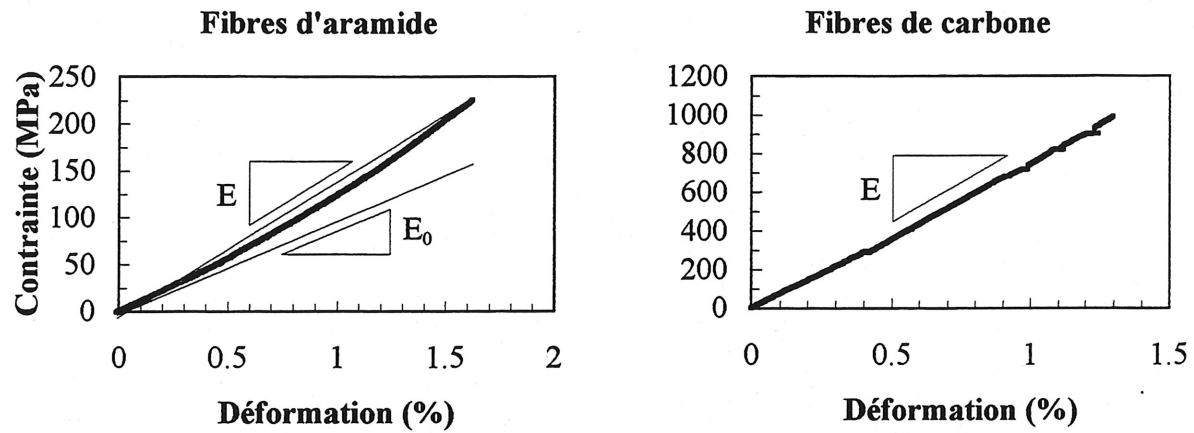 Fibres d'aramide
Contrainte (MPa)
250
200
150
100
50
0
E
E0
0 0.5 1 1.5 2
Déformation (%)
Fibres de carbone
1200
1000
800
600
400
200
0
E
0 0.5 1 1.5
Déformation (%)